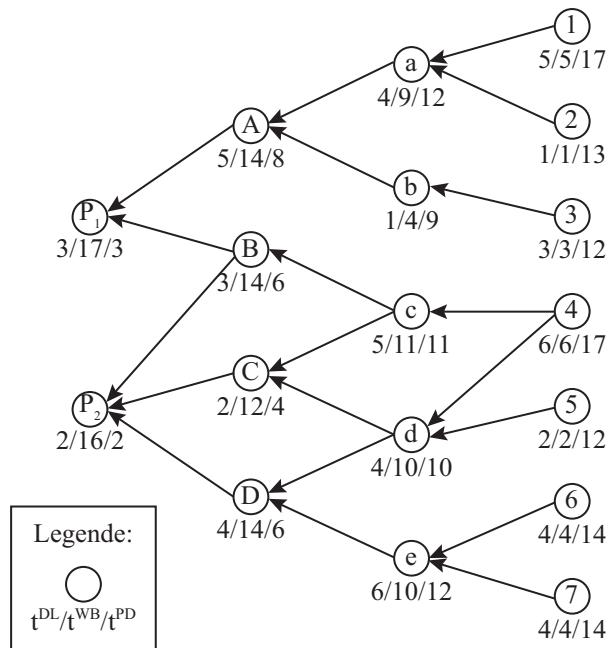 1
5/5/17
a
4/9/12
2
1/1/13
A
5/14/8
b
1/4/9
3
3/3/12
P₁
3/17/3
B
3/14/6
c
5/11/11
4
6/6/17
C
2/12/4
P₂
2/16/2
d
4/10/10
5
2/2/12
D
4/14/6
e
6/10/12
6
4/4/14
7
4/4/14
Legende:
t^DL/t^WB/t^PD